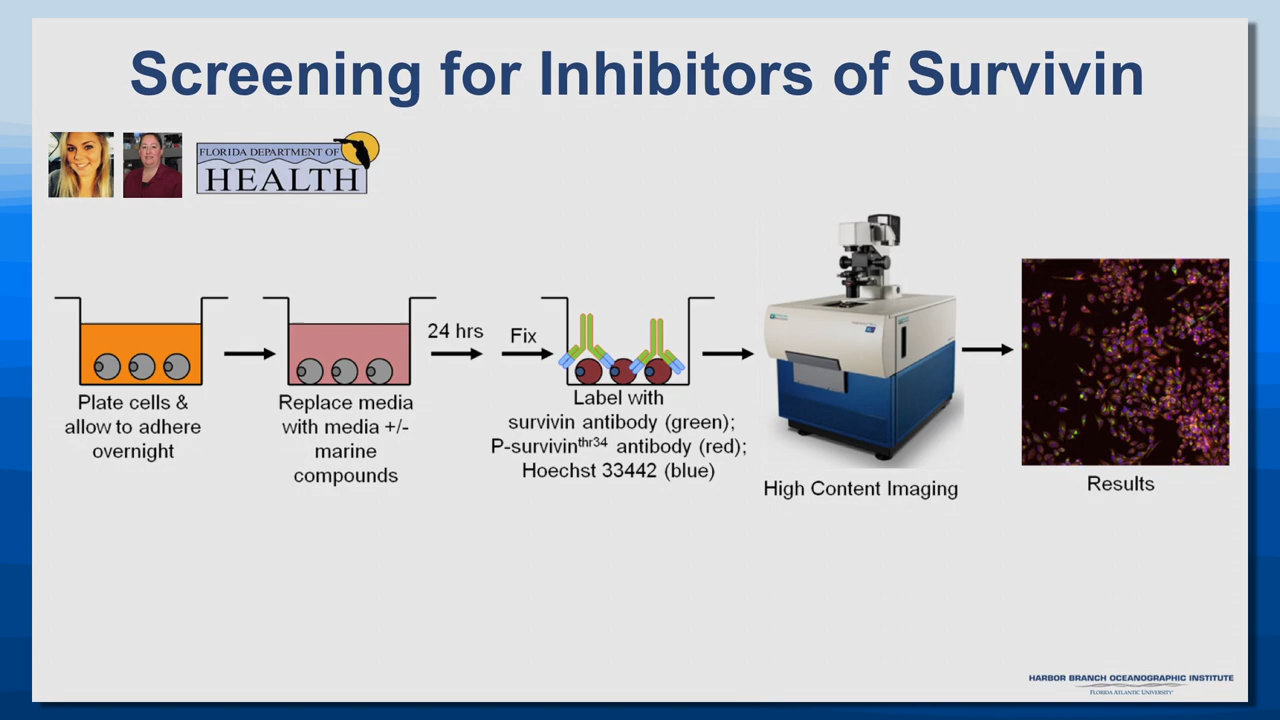 Screening for Inhibitors of Survivin
FLORIDA DEPARTMENT OF
HEALTH
24 hrs
Fix
Plate cells &
allow to adhere
overnight
Replace media
with media +/-
marine
compounds
Label with
survivin antibody (green);
P-survivinthr34 antibody (red);
Hoechst 33442 (blue)
High Content Imaging
Results
HARBOR BRANCH OCEANOGRAPHIC INSTITUTE
FLORIDA ATLANTIC UNIVERSITY